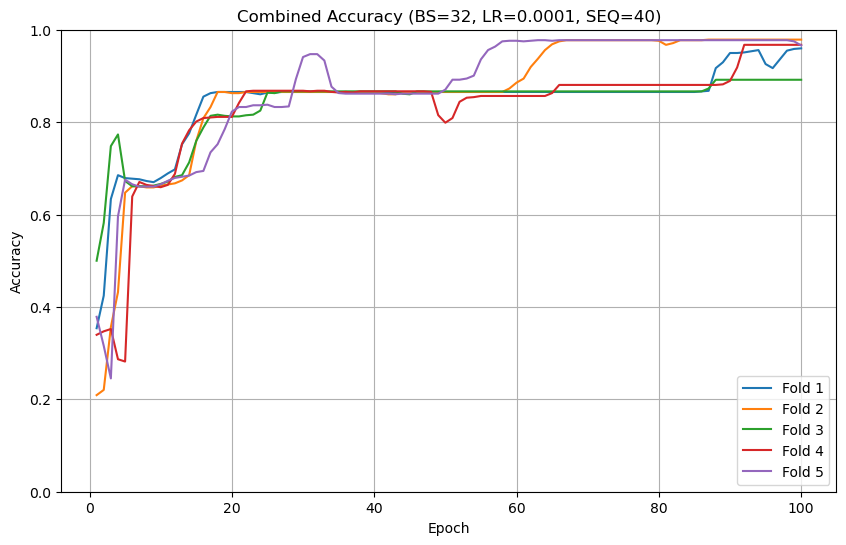 Combined Accuracy (BS=32, LR=0.0001, SEQ=40)
1.0
0.8
0.6
0.4
0.2
0.0
Accuracy
0 20 40 60 80 100
Epoch
Fold 1
Fold 2
Fold 3
Fold 4
Fold 5